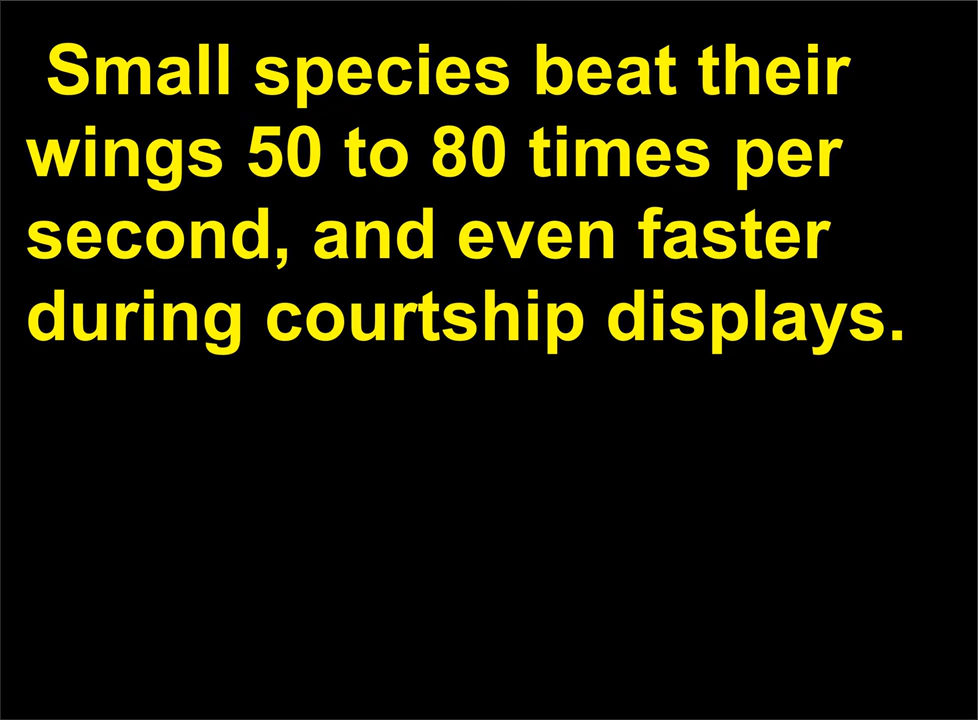 Small species beat their
wings 50 to 80 times per
second, and even faster
during courtship displays.